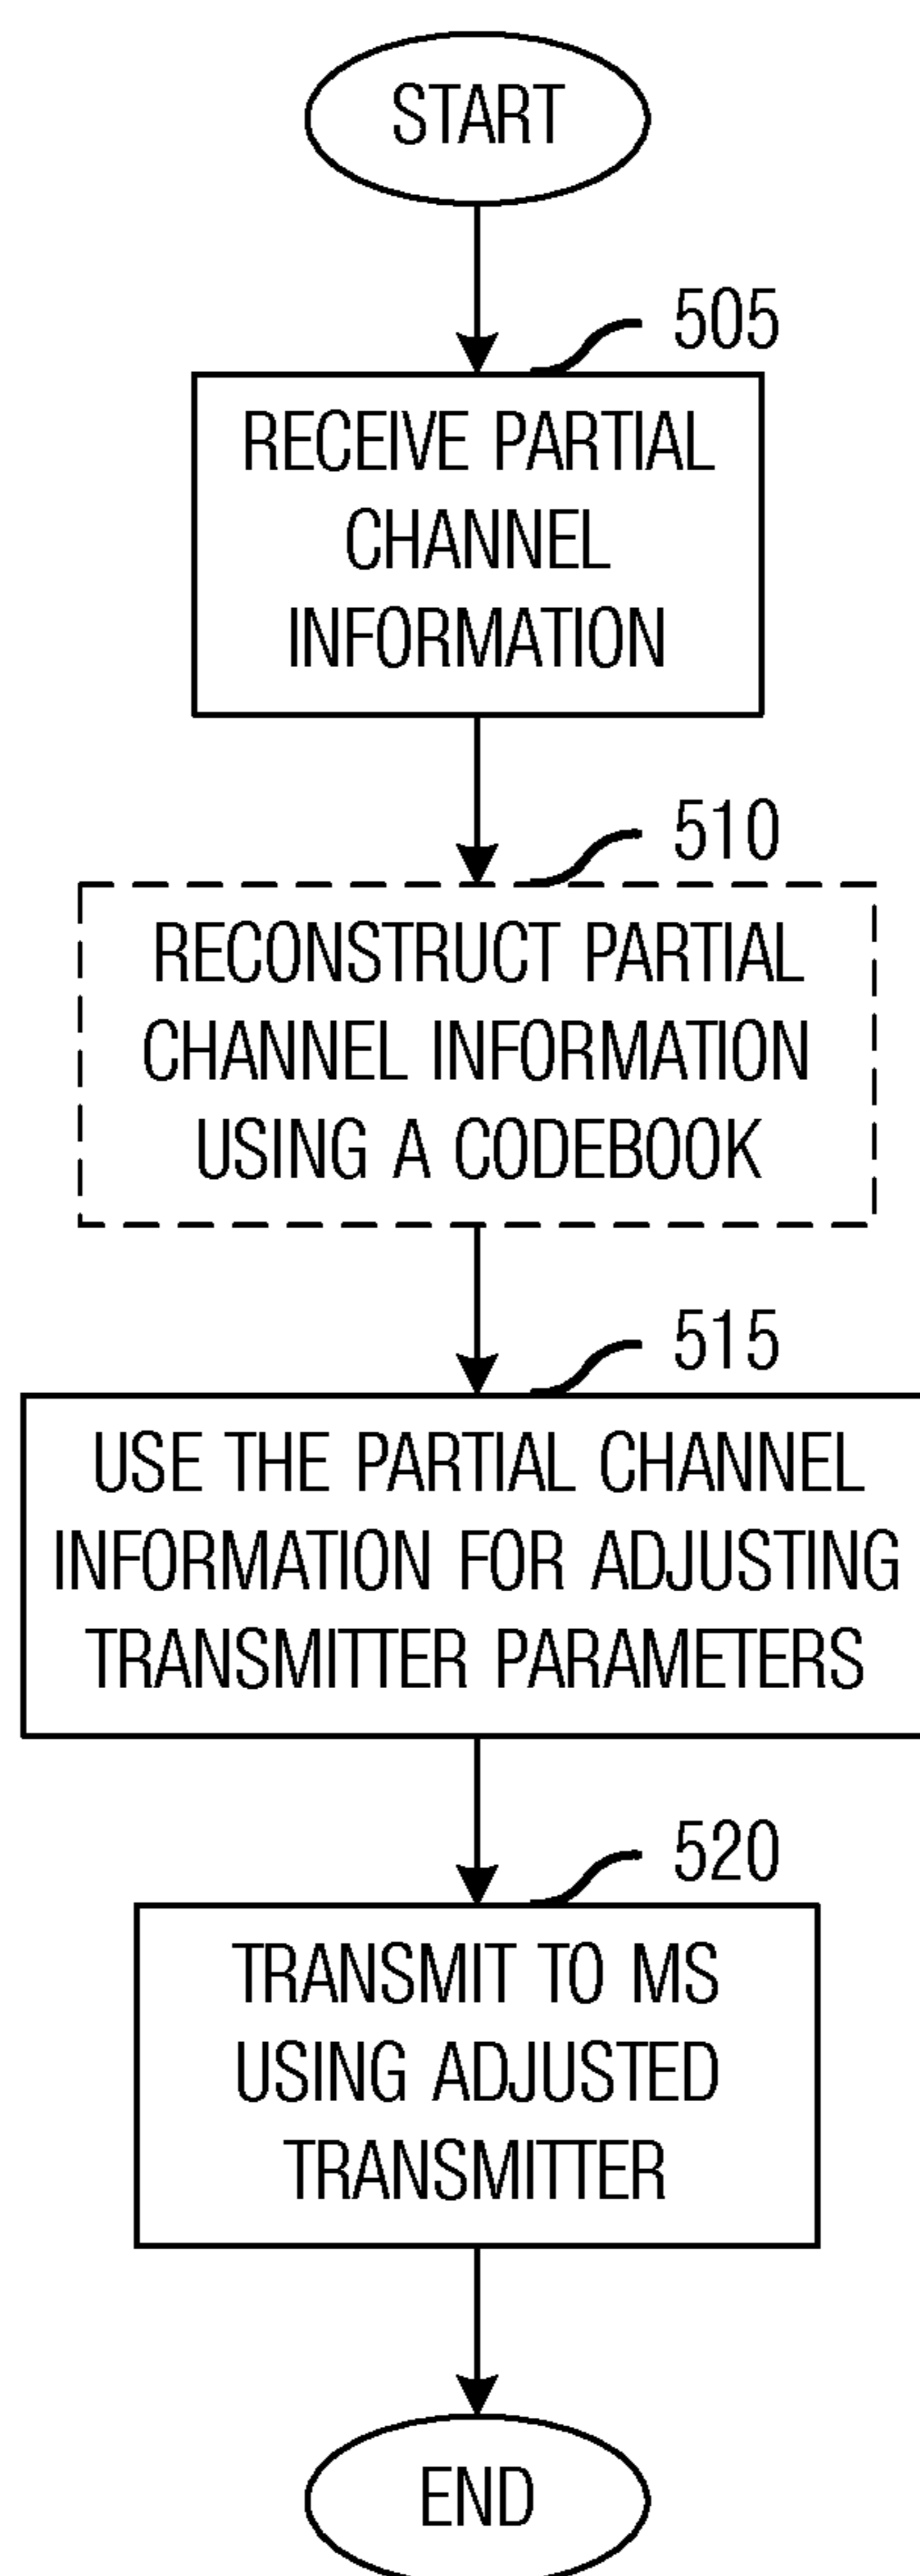 START
505
RECEIVE PARTIAL
CHANNEL
INFORMATION
510
RECONSTRUCT PARTIAL
CHANNEL INFORMATION
USING A CODEBOOK
515
USE THE PARTIAL CHANNEL
INFORMATION FOR ADJUSTING
TRANSMITTER PARAMETERS
520
TRANSMIT TO MS
USING ADJUSTED
TRANSMITTER
END